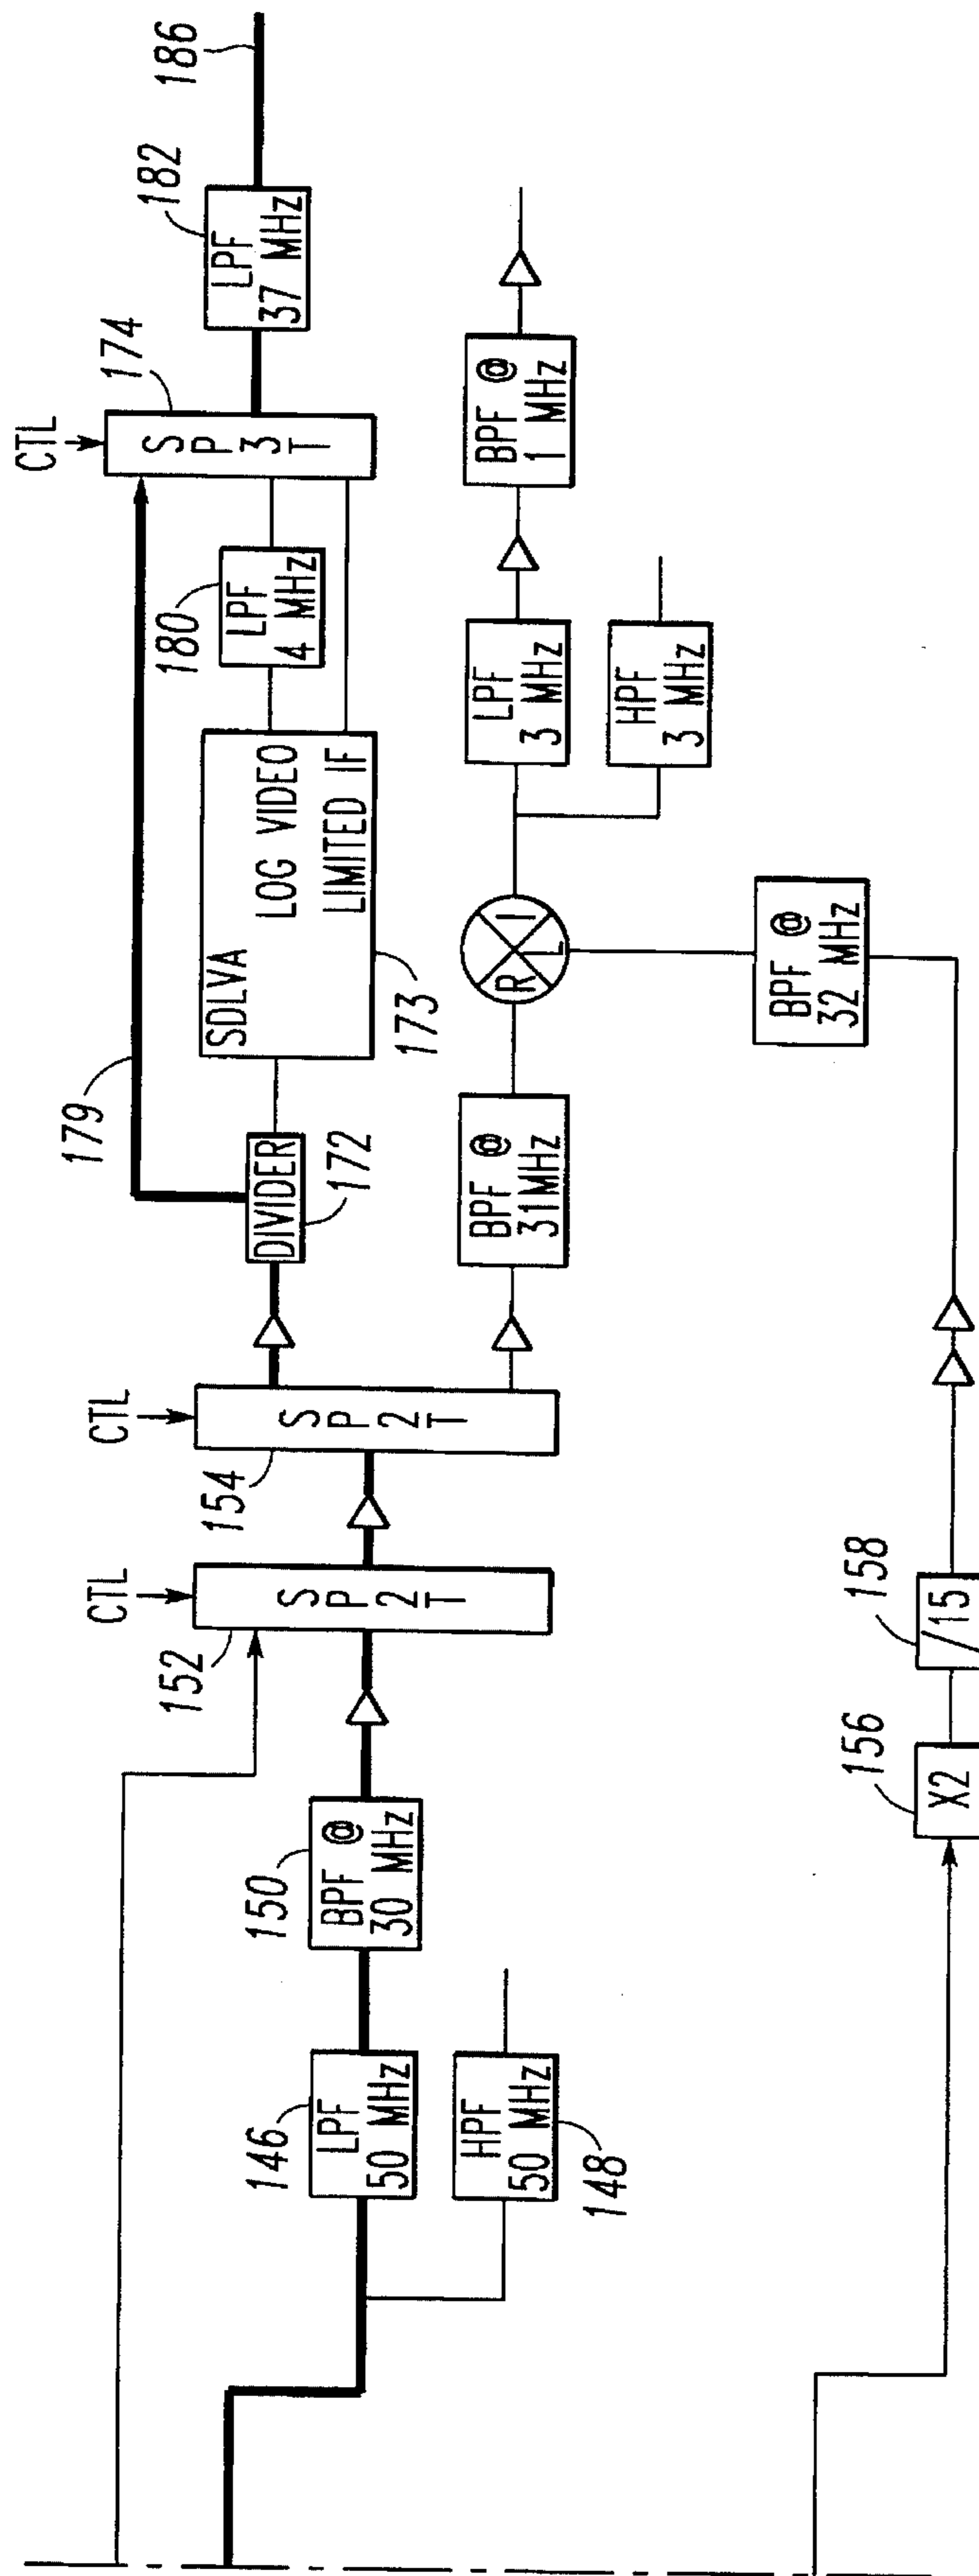 186
182
LPF
37 MHz
CTL
174
S
P
3
T
180
LPF
4 MHz
179
SDLVA
LOG VIDEO
LIMITED IF
173
DIVIDER
172
CTL
154
S
P
2
T
CTL
152
S
P
2
T
150
BPF @
30 MHz
146
LPF
50 MHz
HPF
50 MHz
148
BPF @
31MHz
R
L
I
LPF
3 MHz
BPF @
1 MHz
HPF
3 MHz
BPF @
32 MHz
156
X2
158
/15